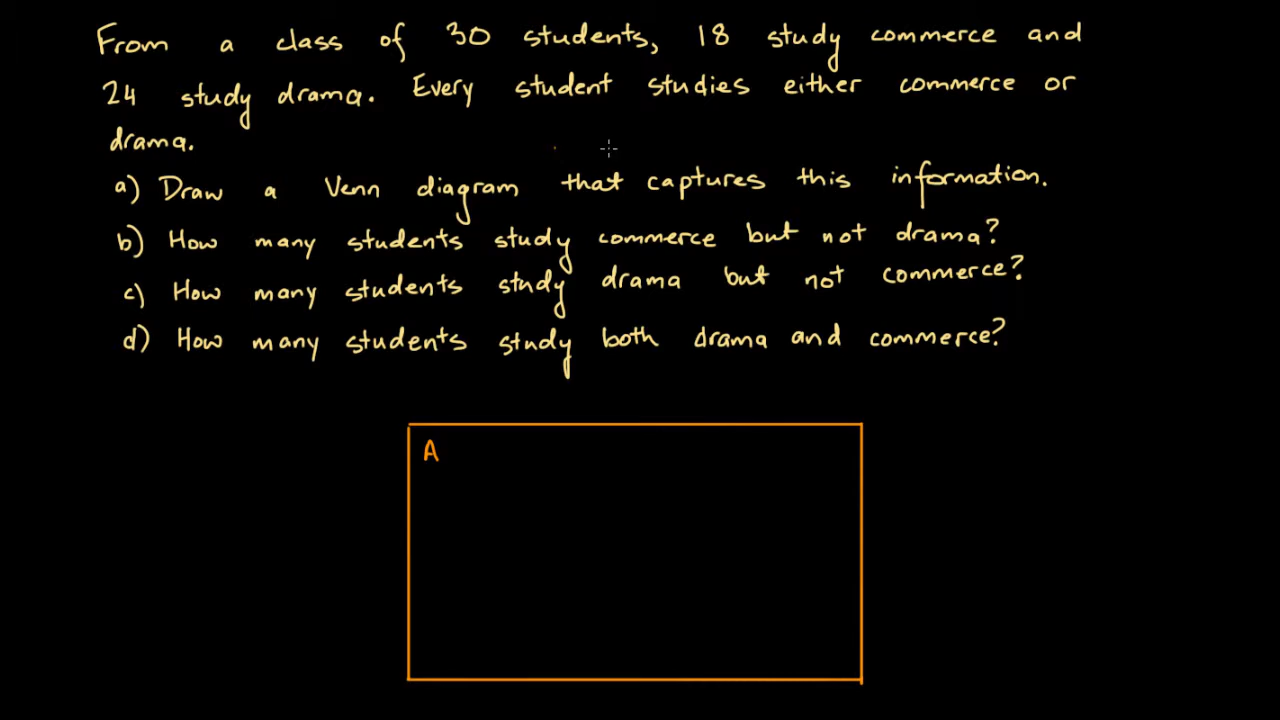 From a class of 30 students, 18 study commerce and
24 study drama. Every student studies either commerce or
drama.
a) Draw a Venn diagram that captures this information.
b) How many students study commerce but not drama?
c) How many students study drama but not commerce?
d) How many students study both drama and commerce?
A